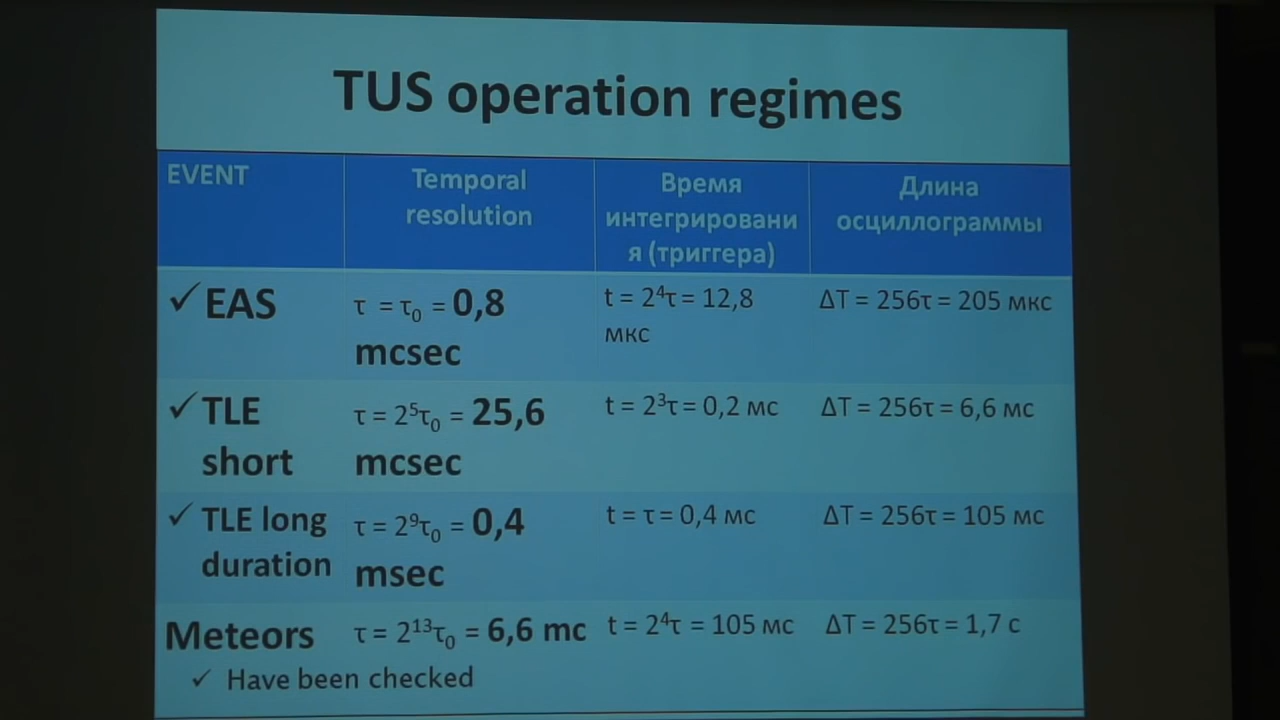 TUS operation regimes
EVENT
Temporal
resolution
Время
интегрировани
я (триггера)
Длина
осциллограммы
✓ EAS
τ = τ₀ = 0,8
mcsec
t = 2⁴τ = 12,8
мкс
ΔT = 256τ = 205 мкс
✓ TLE
short
τ = 2⁵τ₀ = 25,6
mcsec
t = 2³τ = 0,2 мс
ΔT = 256τ = 6,6 мс
✓ TLE long
duration
τ = 2⁹τ₀ = 0,4
msec
t = τ = 0,4 мс
ΔT = 256τ = 105 мс
Meteors
τ = 2¹³τ₀ = 6,6 mc
t = 2⁴τ = 105 мс
ΔT = 256τ = 1,7 с
✓ Have been checked